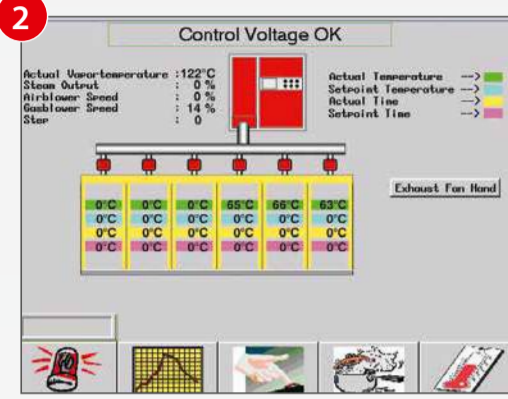 2
Control Voltage OK
Actual Vaportemperature :122°C
Steam Output : 0 %
Airblower Speed : 0 %
Gasblower Speed : 14 %
Step : 0
Actual Temperature -->
Setpoint Temperature -->
Actual Time -->
Setpoint Time -->
Exhaust Fan Hand
0°C 0°C 0°C 65°C 66°C 63°C
0°C 0°C 0°C 0°C 0°C 0°C
0°C 0°C 0°C 0°C 0°C 0°C
0°C 0°C 0°C 0°C 0°C 0°C